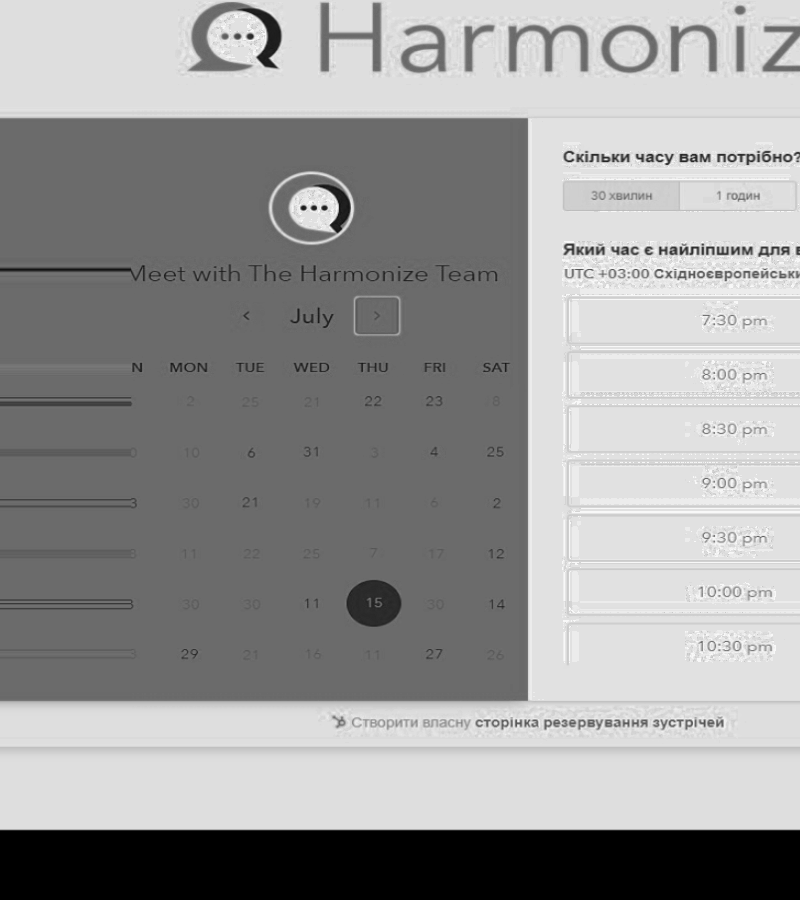 Harmoniz
Meet with The Harmonize Team
July
N MON TUE WED THU FRI SAT
2 25 21 22 23 8
0 10 6 31 3 4 25
3 30 21 19 11 6 2
8 11 22 25 7 17 12
3 30 30 11 15 30 14
3 29 21 16 11 27 26
Скільки часу вам потрібно?
30 хвилин 1 годин
Який час є найліпшим для в
UTC +03:00 Східноєвропейськи
7:30 pm
8:00 pm
8:30 pm
9:00 pm
9:30 pm
10:00 pm
10:30 pm
Створити власну сторінка резервування зустрічей